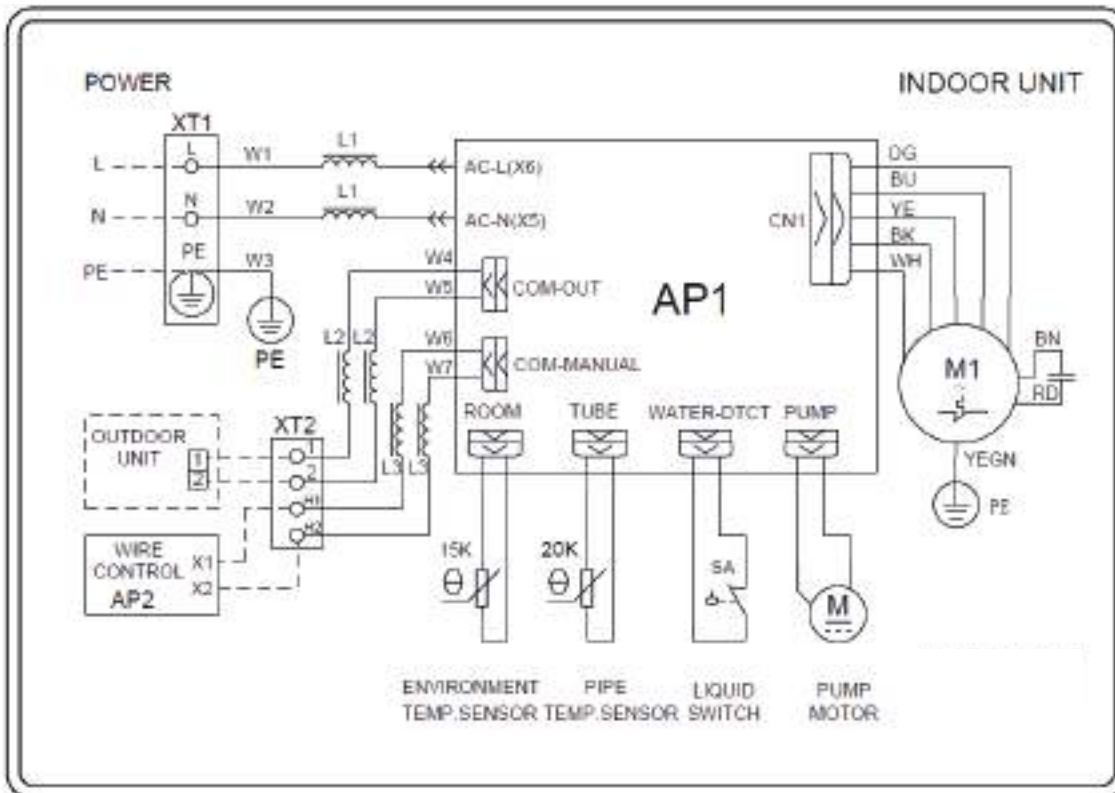 POWER
INDOOR UNIT
XT1
L
L
W1
L1
AC-L(X6)
OG
BU
N
N
W2
L1
AC-N(X5)
CN1
YE
BK
WH
PE
PE
W3
PE
W4
W5
COM-OUT
AP1
L2
L2
W6
W7
COM-MANUAL
M1
BN
RD
ROOM
TUBE
WATER-DTCT
PUMP
OUTDOOR
UNIT
1
2
XT2
1
2
H1
H2
L3
L3
YEGN
PE
WIRE
CONTROL
AP2
X1
X2
15K
θ
20K
θ
SA
M
ENVIRONMENT
TEMP.SENSOR
PIPE
TEMP.SENSOR
LIQUID
SWITCH
PUMP
MOTOR